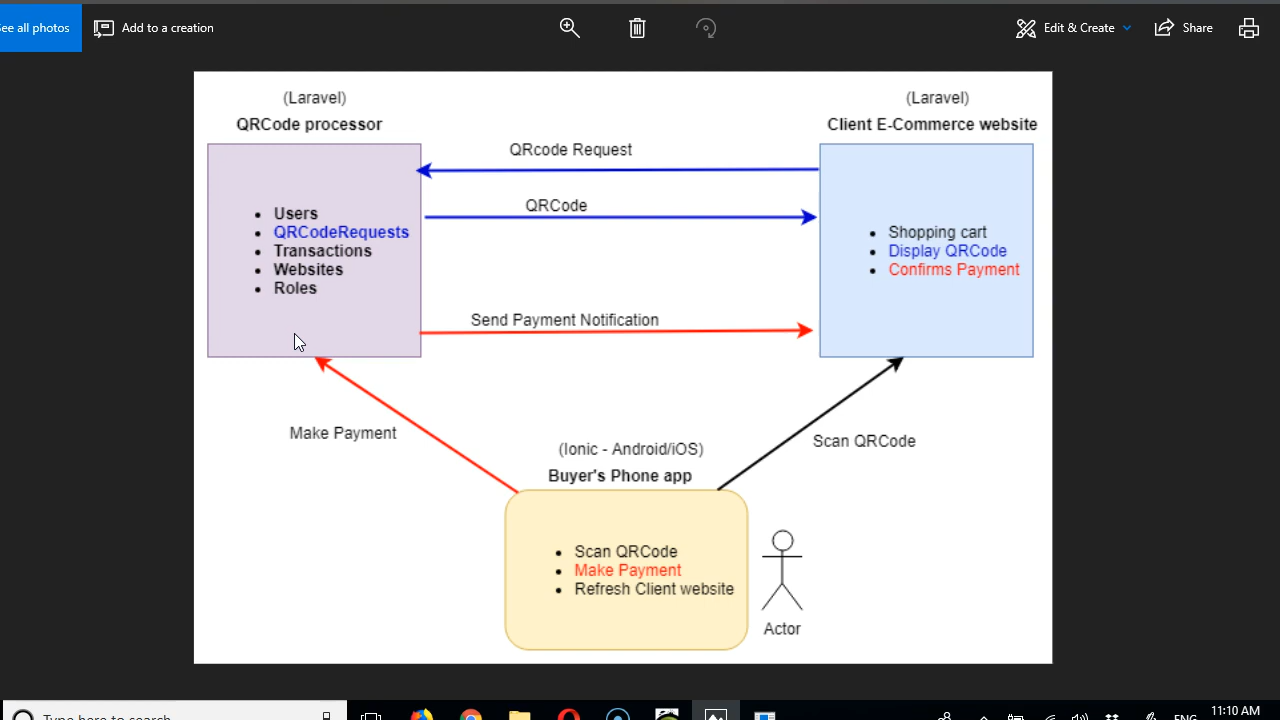 See all photos
Add to a creation
Edit & Create
Share
(Laravel)
QRCode processor
(Laravel)
Client E-Commerce website
QRcode Request
QRCode
Users
QRCodeRequests
Transactions
Websites
Roles
Shopping cart
Display QRCode
Confirms Payment
Send Payment Notification
Make Payment
Scan QRCode
(Ionic - Android/iOS)
Buyer's Phone app
Scan QRCode
Make Payment
Refresh Client website
Actor
Type here to search
ENG
11:10 AM